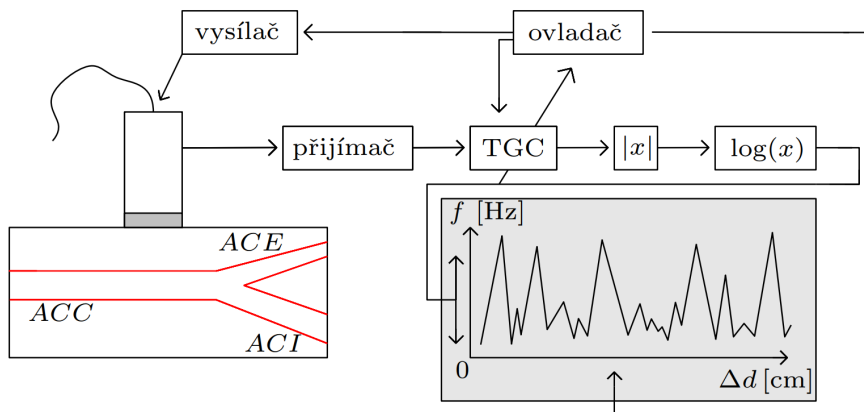 vysílač
ovladač
přijímač
TGC
|x|
log(x)
f [Hz]
ACE
ACC
ACI
0
Δd [cm]